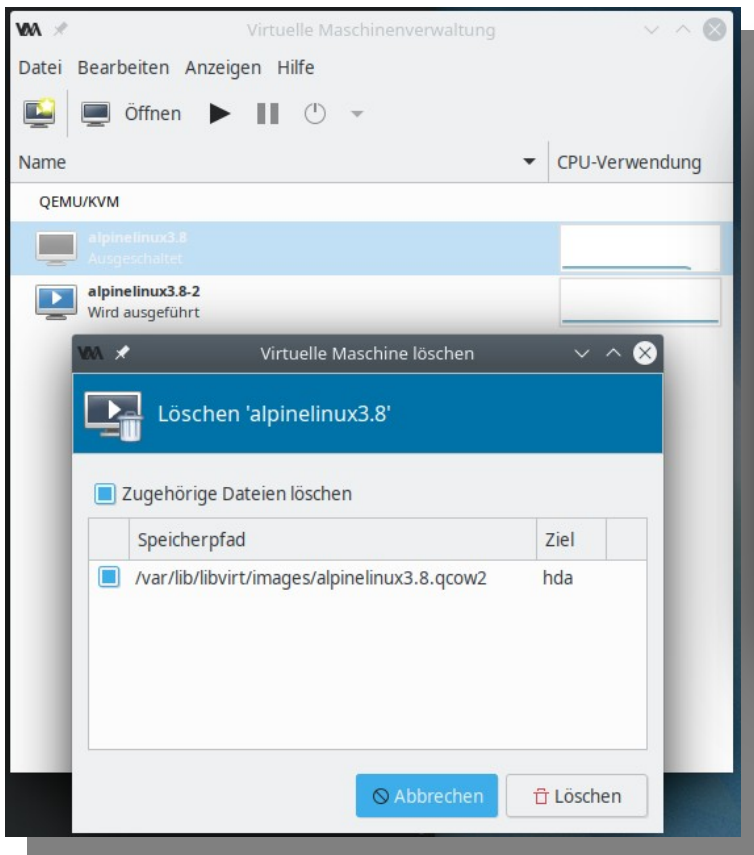 Virtuelle Maschinenverwaltung
Datei Bearbeiten Anzeigen Hilfe
Öffnen
Name CPU-Verwendung
QEMU/KVM
alpinelinux3.8
Ausgeschaltet
alpinelinux3.8-2
Wird ausgeführt
Virtuelle Maschine löschen
Löschen 'alpinelinux3.8'
Zugehörige Dateien löschen
Speicherpfad Ziel
/var/lib/libvirt/images/alpinelinux3.8.qcow2 hda
Abbrechen Löschen